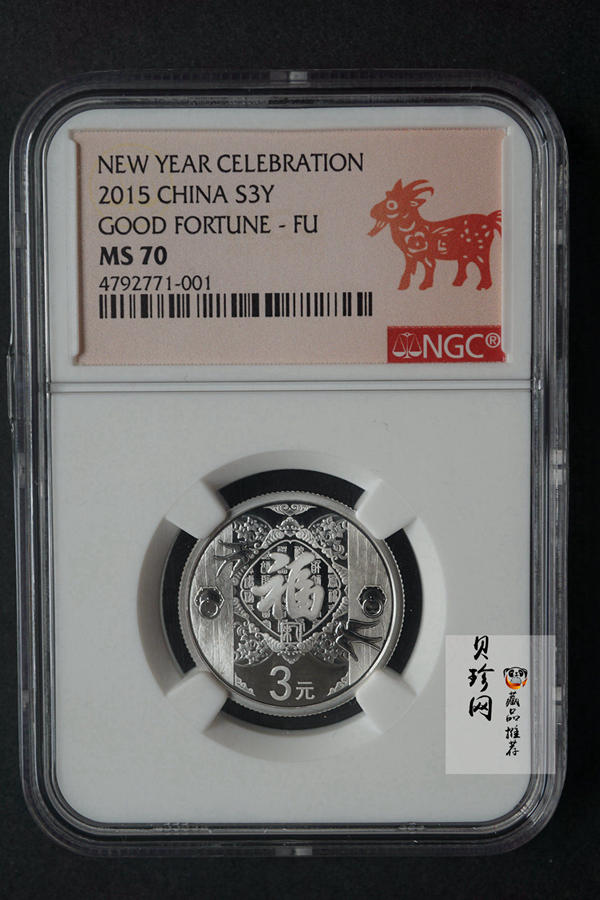 NEW YEAR CELEBRATION
2015 CHINA S3Y
GOOD FORTUNE - FU
MS 70
4792771-001
NGC®
福
3元
贝珍网
藏品推荐